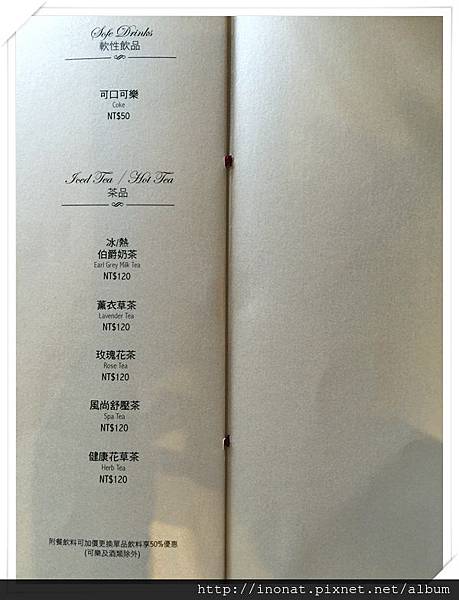 Sofe Drinks
軟性飲品
可口可樂
Coke
NT$50
Iced Tea / Hot Tea
茶品
冰/熱
伯爵奶茶
Earl Grey Milk Tea
NT$120
薰衣草茶
Lavender Tea
NT$120
玫瑰花茶
Rose Tea
NT$120
風尚舒壓茶
Spa Tea
NT$120
健康花草茶
Herb Tea
NT$120
附餐飲料可加價更換單品飲料享50%優惠
(可樂及酒類除外)
http://inonat.pixnet.net/album